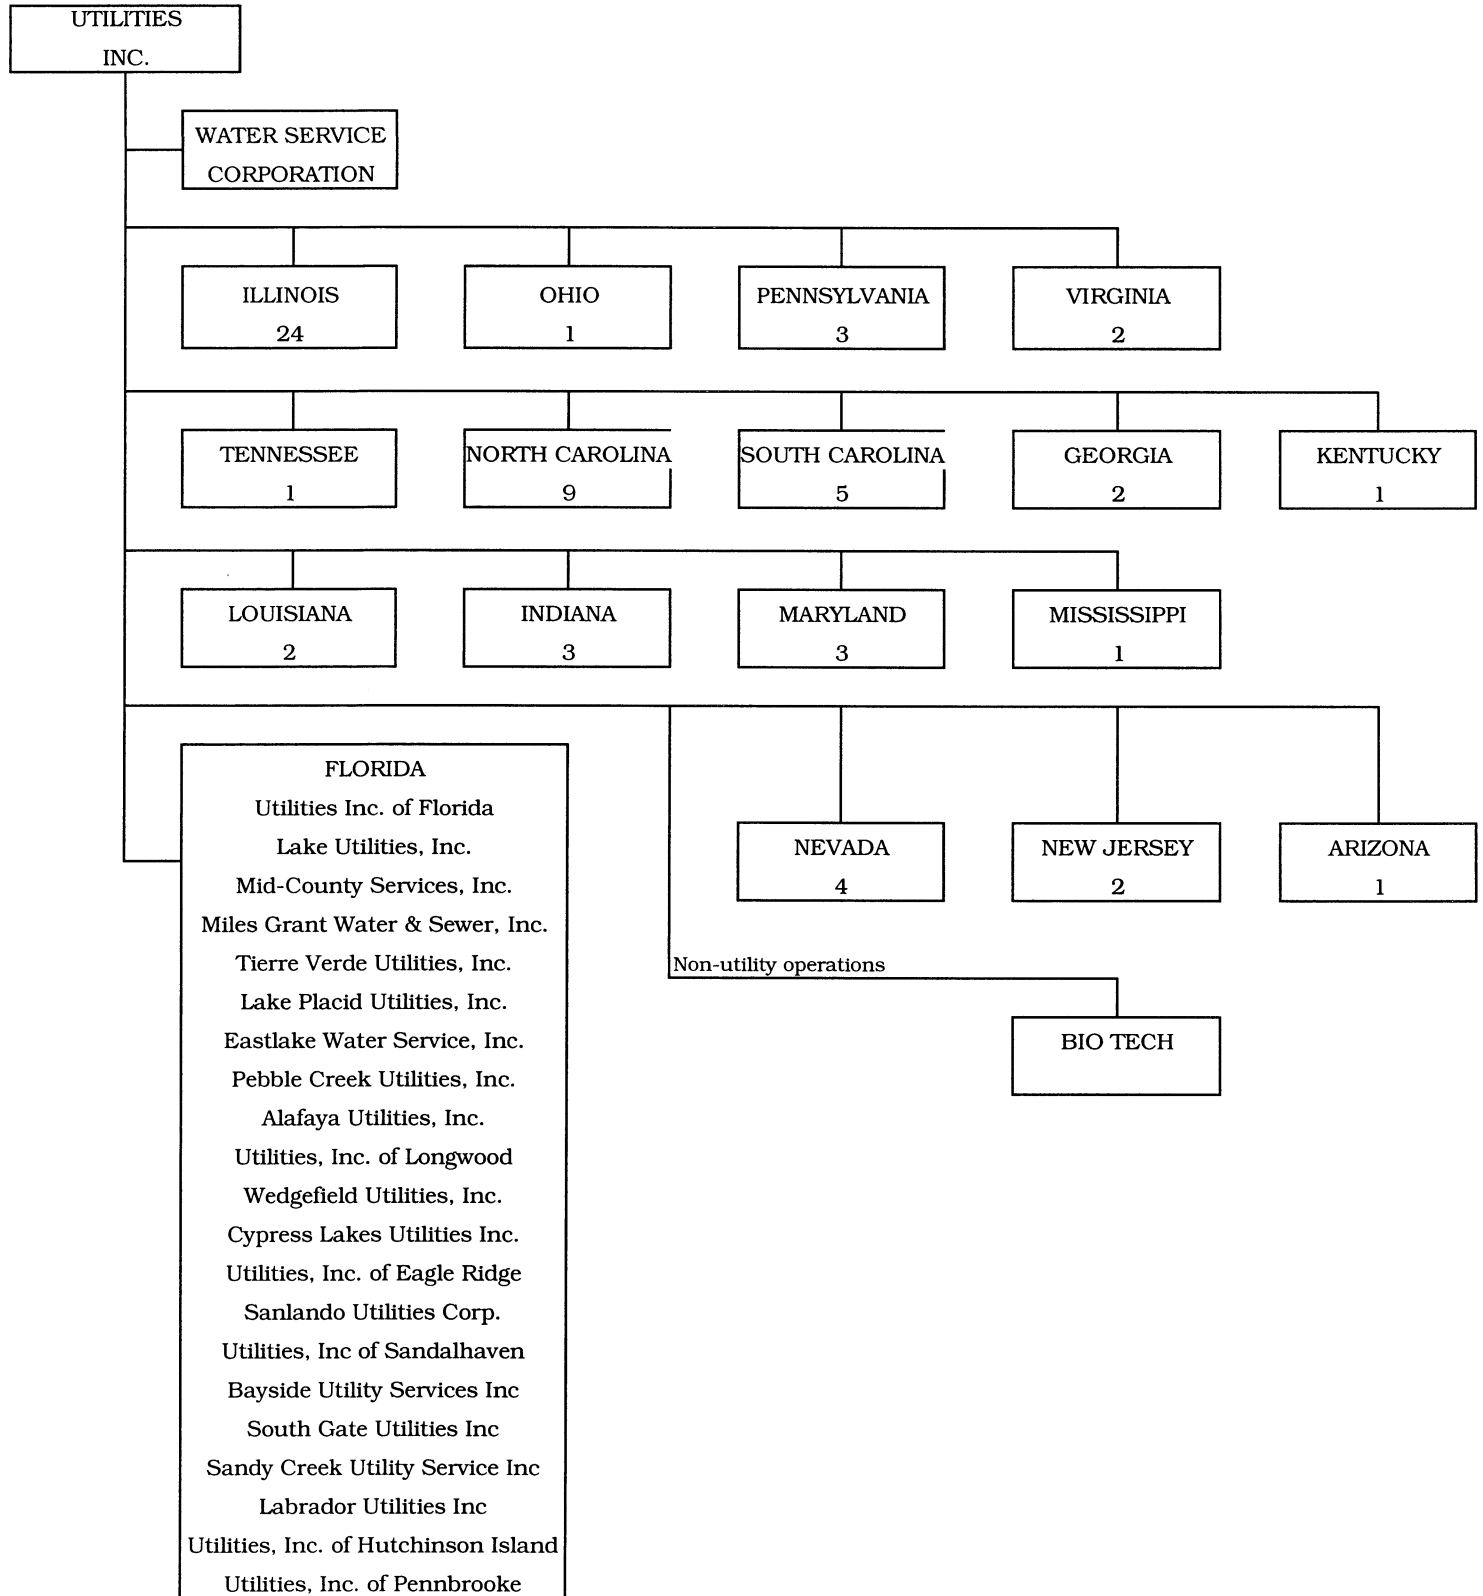 UTILITIES
INC.
WATER SERVICE
CORPORATION
ILLINOIS
24
OHIO
1
PENNSYLVANIA
3
VIRGINIA
2
TENNESSEE
1
NORTH CAROLINA
9
SOUTH CAROLINA
5
GEORGIA
2
KENTUCKY
1
LOUISIANA
2
INDIANA
3
MARYLAND
3
MISSISSIPPI
1
FLORIDA
Utilities Inc. of Florida
Lake Utilities, Inc.
Mid-County Services, Inc.
Miles Grant Water & Sewer, Inc.
Tierre Verde Utilities, Inc.
Lake Placid Utilities, Inc.
Eastlake Water Service, Inc.
Pebble Creek Utilities, Inc.
Alafaya Utilities, Inc.
Utilities, Inc. of Longwood
Wedgefield Utilities, Inc.
Cypress Lakes Utilities Inc.
Utilities, Inc. of Eagle Ridge
Sanlando Utilities Corp.
Utilities, Inc of Sandalhaven
Bayside Utility Services Inc
South Gate Utilities Inc
Sandy Creek Utility Service Inc
Labrador Utilities Inc
Utilities, Inc. of Hutchinson Island
Utilities, Inc. of Pennbrooke
NEVADA
4
NEW JERSEY
2
ARIZONA
1
Non-utility operations
BIO TECH